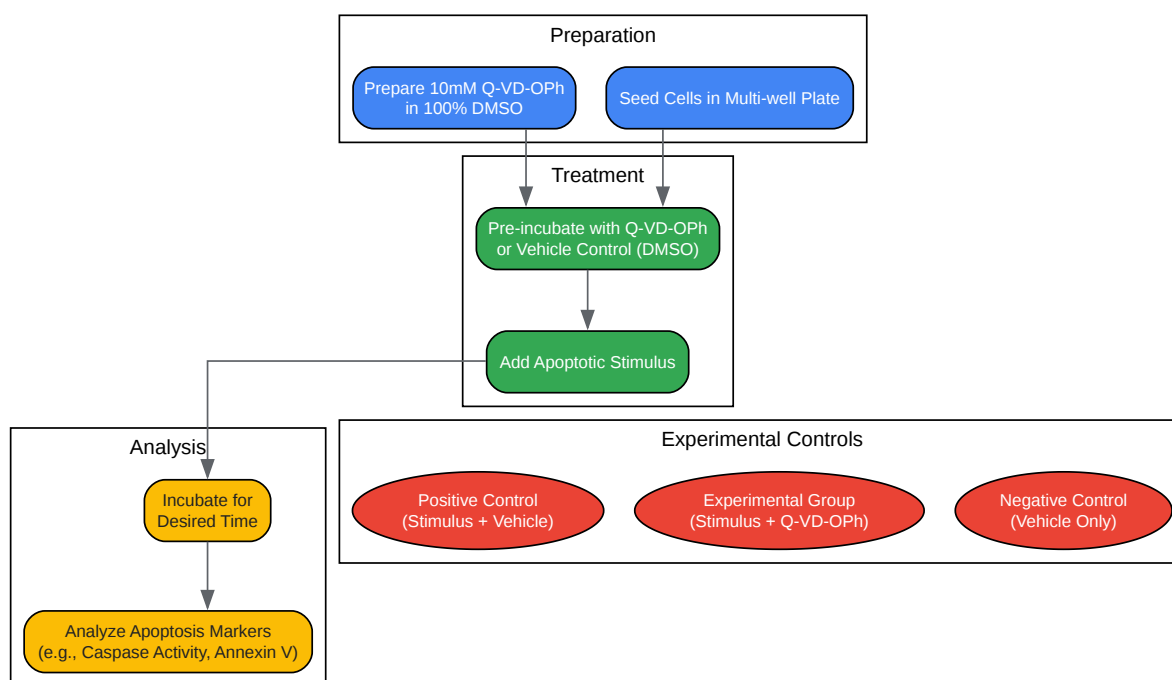 Preparation
Prepare 10mM Q-VD-OPh
in 100% DMSO
Seed Cells in Multi-well Plate
Treatment
Pre-incubate with Q-VD-OPh
or Vehicle Control (DMSO)
Add Apoptotic Stimulus
Analysis
Incubate for
Desired Time
Analyze Apoptosis Markers
(e.g., Caspase Activity, Annexin V)
Experimental Controls
Positive Control
(Stimulus + Vehicle)
Experimental Group
(Stimulus + Q-VD-OPh)
Negative Control
(Vehicle Only)